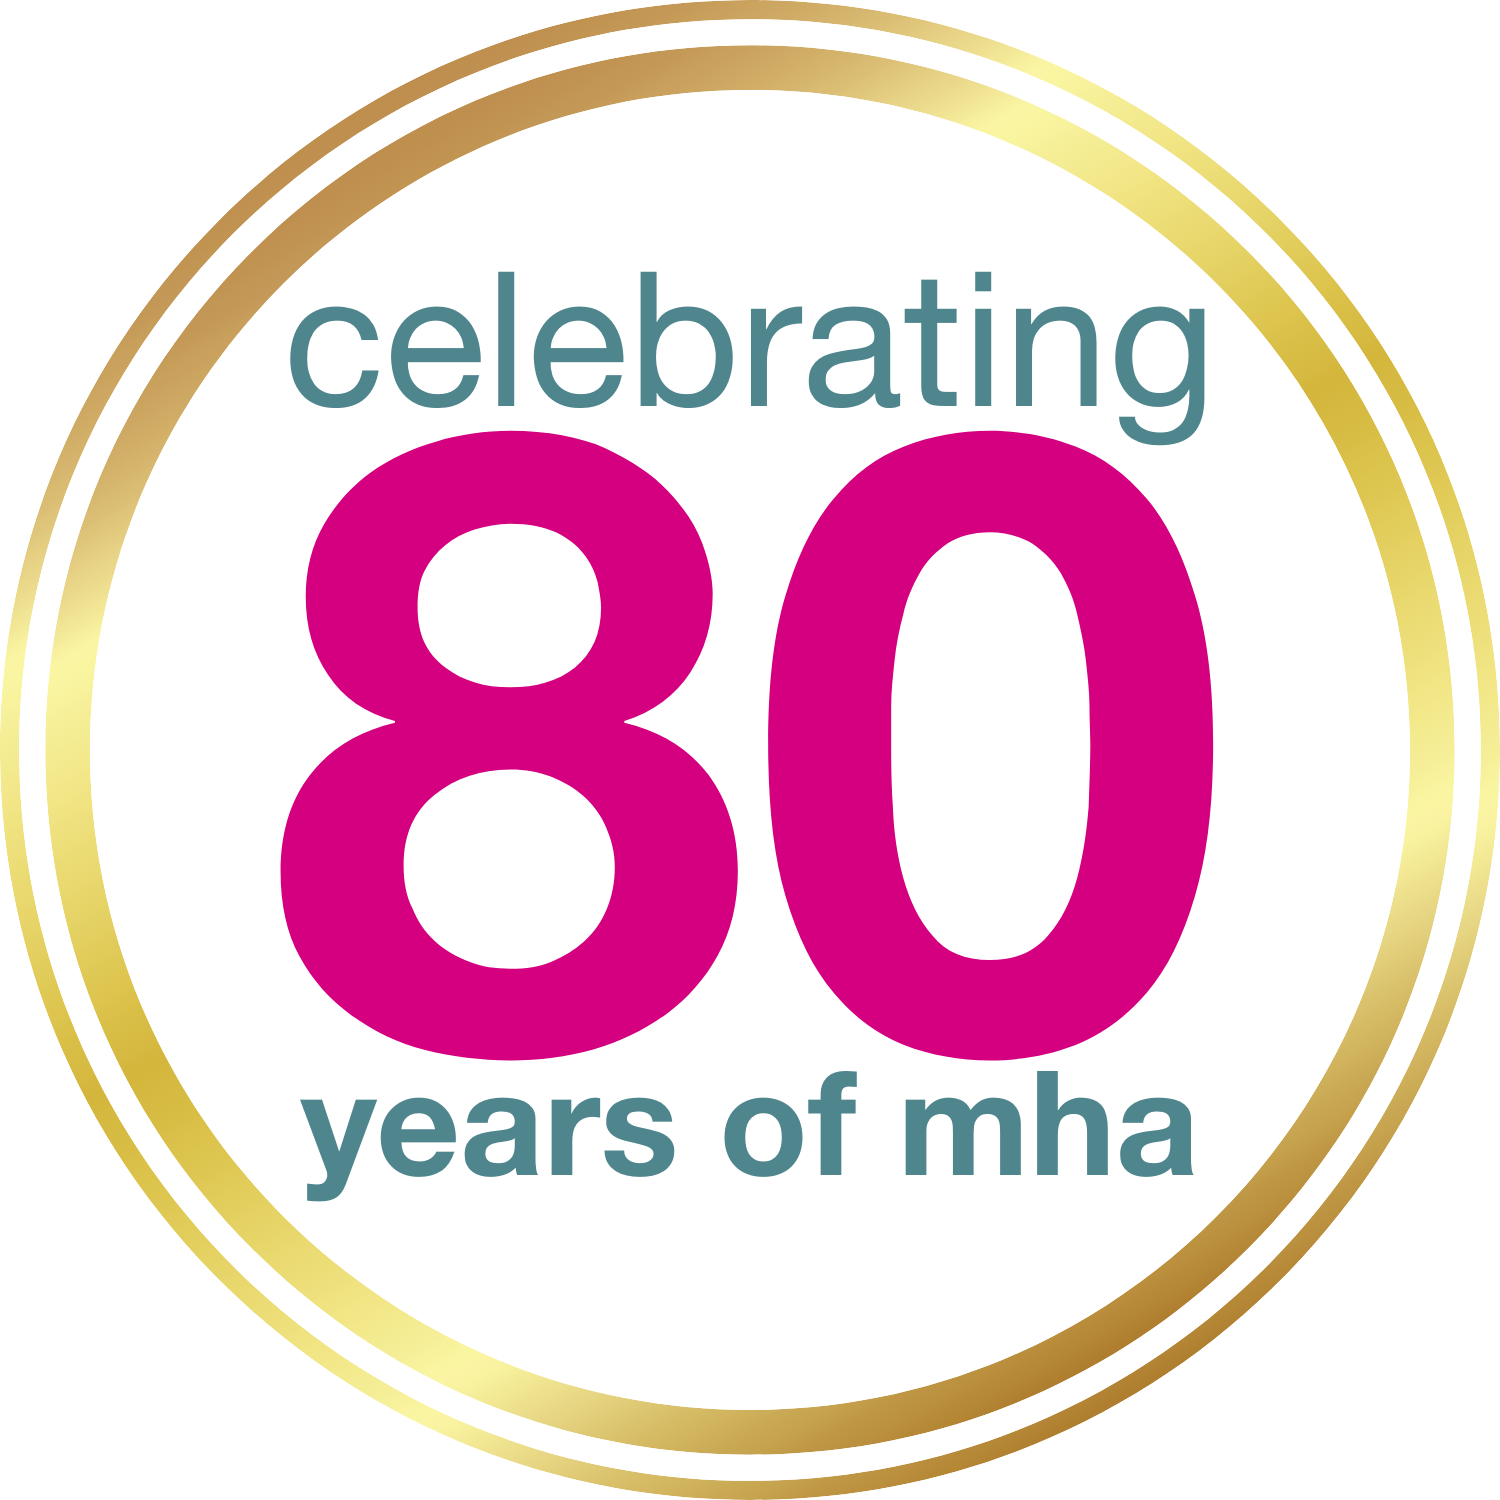 celebrating
80
years of mha